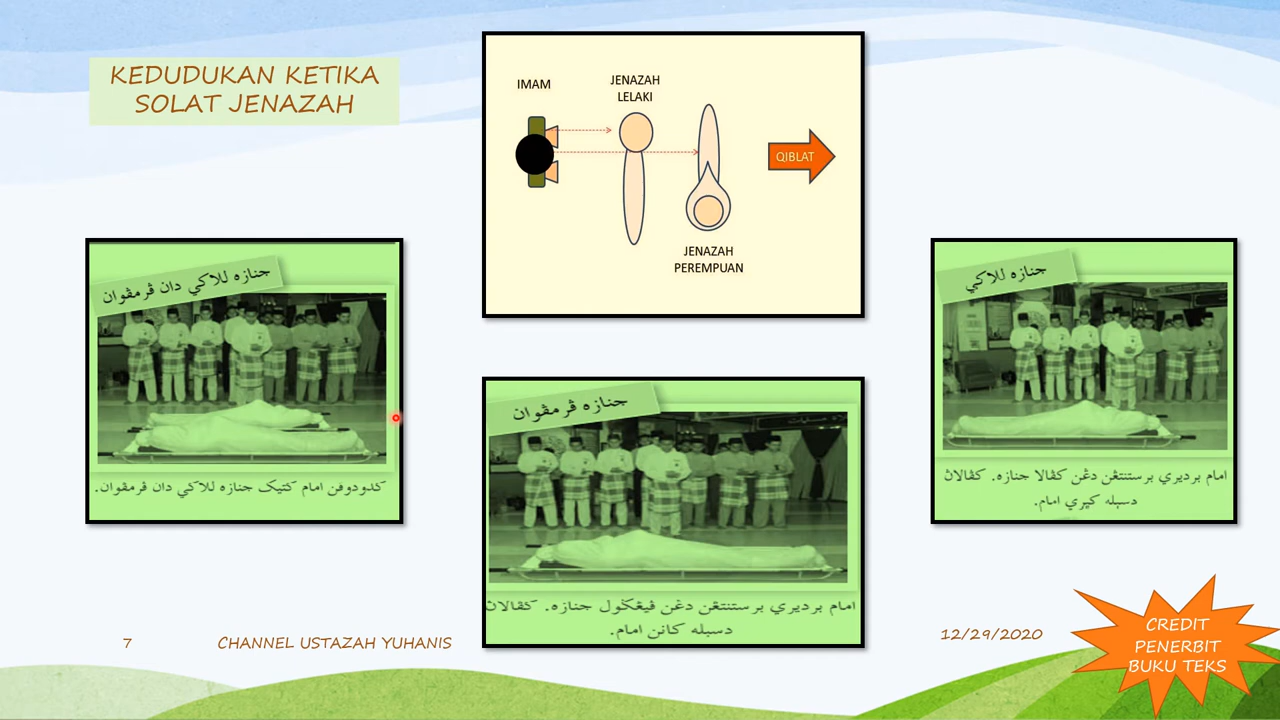 KEDUDUKAN KETIKA
SOLAT JENAZAH
IMAM
JENAZAH
LELAKI
QIBLAT
JENAZAH
PEREMPUAN
جنازه للاكي دان ڤرمڤوان
كدودوقن امام كتيک جنازه للاكي دان ڤرمڤوان.
جنازه ڤرمڤوان
امام برديري برستنتڠن دڠن ڤيڠݢول جنازه. كڤالاڽ
دسبله كانن امام.
جنازه للاكي
امام برديري برستنتڠن دڠن كڤالا جنازه. كڤالاڽ
دسبله كيري امام.
7
CHANNEL USTAZAH YUHANIS
12/29/2020
CREDIT
PENERBIT
BUKU TEKS